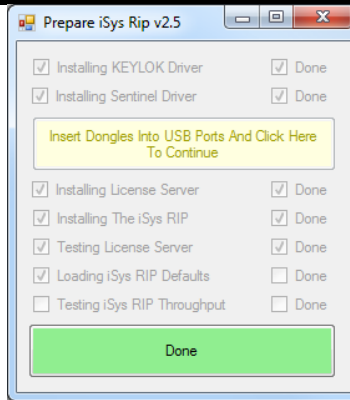 Prepare iSys Rip v2.5
Installing KEYLOK Driver Done
Installing Sentinel Driver Done
Insert Dongles Into USB Ports And Click Here
To Continue
Installing License Server Done
Installing The iSys RIP Done
Testing License Server Done
Loading iSys RIP Defaults Done
Testing iSys RIP Throughput Done
Done